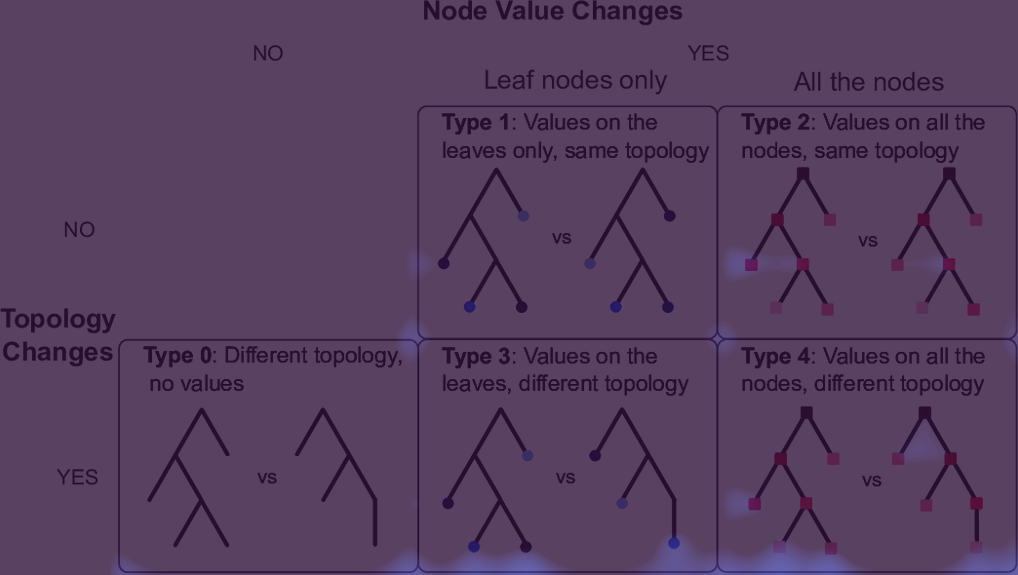 Node Value Changes
NO
YES
Leaf nodes only
All the nodes
Type 1: Values on the
leaves only, same topology
vs
Type 2: Values on all the
nodes, same topology
vs
NO
Topology
Changes
Type 0: Different topology,
no values
vs
Type 3: Values on the
leaves, different topology
vs
Type 4: Values on all the
nodes, different topology
vs
YES